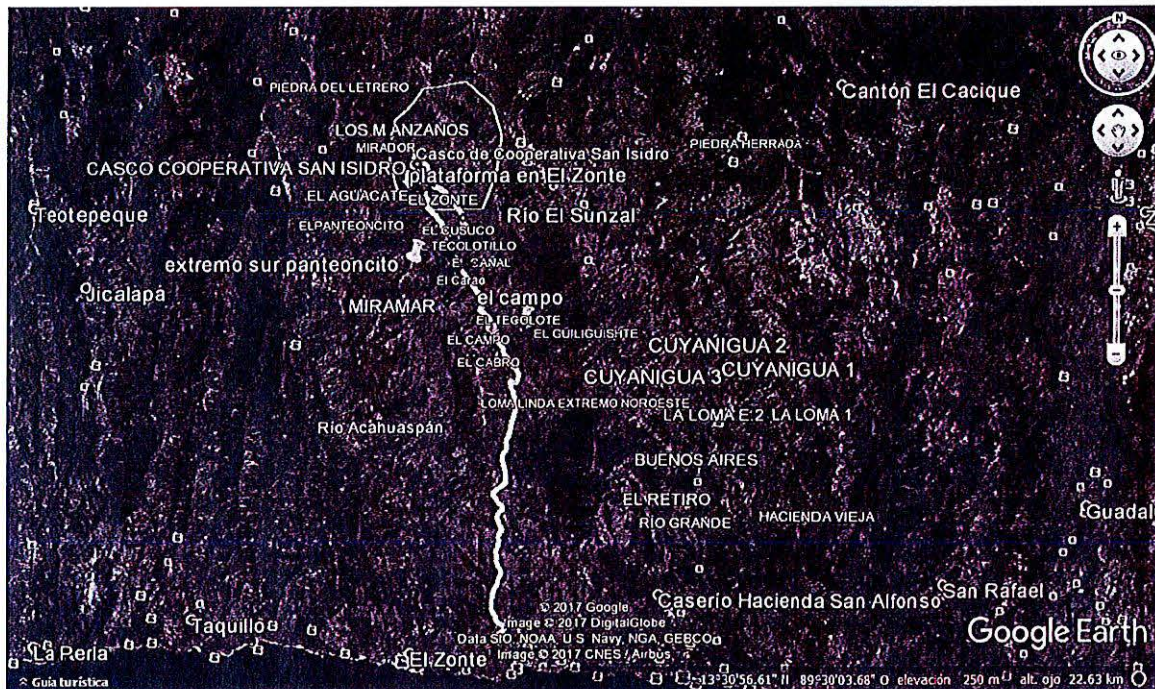 N
PIEDRA DEL LETRERO
Cantón El Cacique
LOS M ANZANOS
MIRADOR
Casco de Cooperativa San Isidro
PIEDRA HERRADA
CASCO COOPERATIVA SAN ISIDRO
plataforma en El Zonte
EL AGUACATE
EL ZONTE
Teotepeque
Río El Sunzal
ELPANTEONCITO
EL CUSUCO
TECOLOTILLO
extremo sur panteoncito
EL CAÑAL
El Carao
Jicalapa
MIRAMAR
el campo
EL TECOLOTE
EL GUILIGUISHTE
EL CAMPO
CUYANIGUA 2
EL CABRO
CUYANIGUA 3
CUYANIGUA 1
LOMA LINDA EXTREMO NOROESTE
LA LOMA E:2
LA LOMA 1
Río Acahuaspán
BUENOS AIRES
EL RETIRO
RÍO GRANDE
HACIENDA VIEJA
Guadal
© 2017 Google
Image © 2017 DigitalGlobe
Data SIO, NOAA, U.S. Navy, NGA, GEBCO
Image © 2017 CNES / Airbus
Caserio Hacienda San Alfonso
San Rafael
Taquillo
La Perla
El Zonte
Google Earth
Guia turística
13°30'56.61" N 89°30'03.68" O elevación 250 m alt. ojo 22.63 km